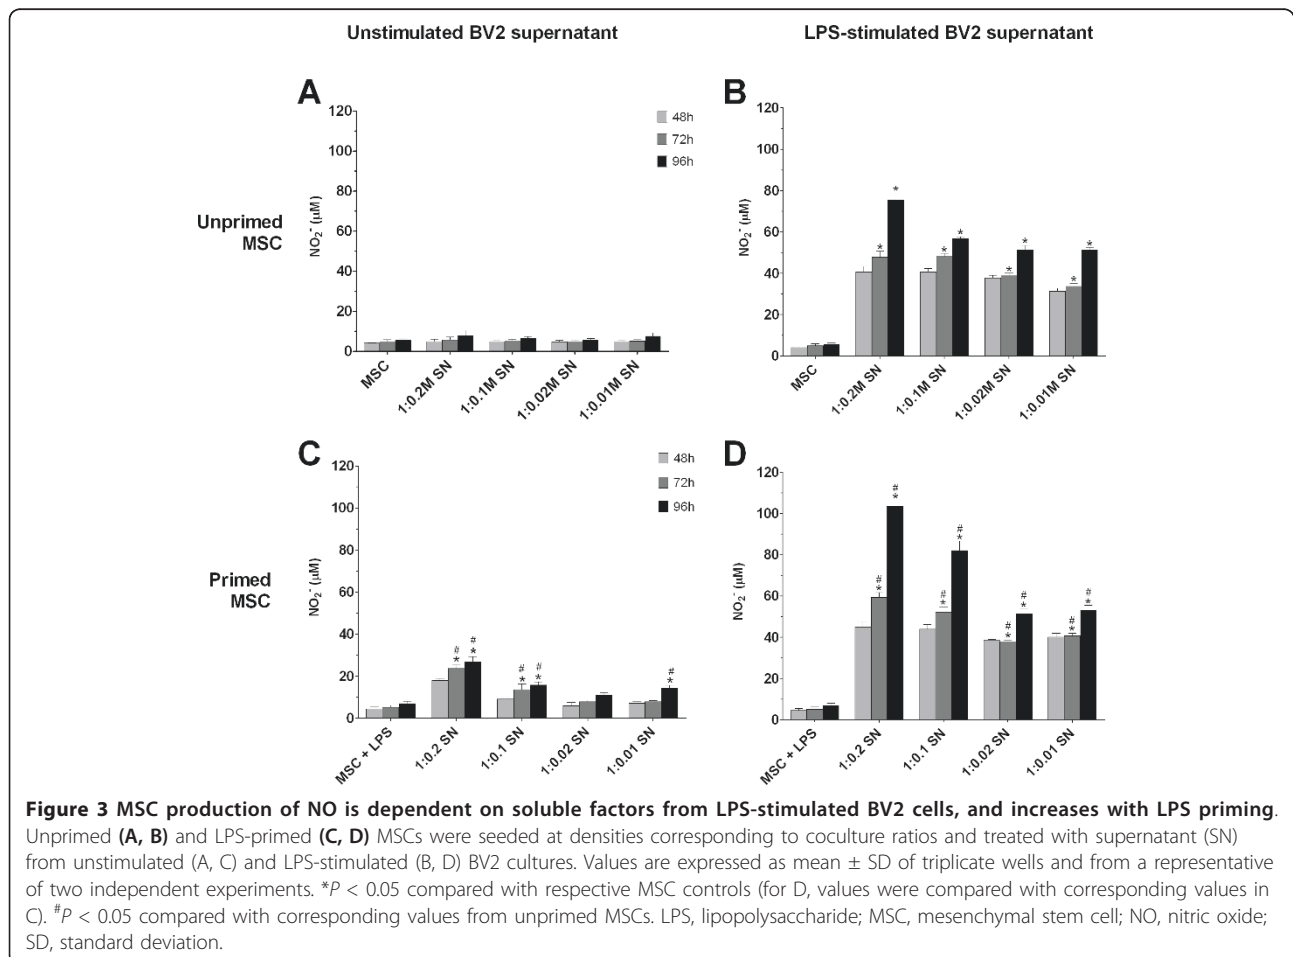 Unstimulated BV2 supernatant
LPS-stimulated BV2 supernatant
Unprimed
MSC
A
120
100
80
60
40
20
0
NO₂⁻ (μM)
48h
72h
96h
MSC
1:0.2M SN
1:0.1M SN
1:0.02M SN
1:0.01M SN
B
120
100
80
60
40
20
0
NO₂⁻ (μM)
*
*
*
*
*
*
*
*
MSC
1:0.2M SN
1:0.1M SN
1:0.02M SN
1:0.01M SN
Primed
MSC
C
120
100
80
60
40
20
0
NO₂⁻ (μM)
48h
72h
96h
#
*
#
*
#
*
#
*
#
*
MSC + LPS
1:0.2 SN
1:0.1 SN
1:0.02 SN
1:0.01 SN
D
120
100
80
60
40
20
0
NO₂⁻ (μM)
#
*
#
*
#
*
#
*
#
*
#
*
#
*
#
*
MSC + LPS
1:0.2 SN
1:0.1 SN
1:0.02 SN
1:0.01 SN
Figure 3 MSC production of NO is dependent on soluble factors from LPS-stimulated BV2 cells, and increases with LPS priming.
Unprimed (A, B) and LPS-primed (C, D) MSCs were seeded at densities corresponding to coculture ratios and treated with supernatant (SN)
from unstimulated (A, C) and LPS-stimulated (B, D) BV2 cultures. Values are expressed as mean ± SD of triplicate wells and from a representative
of two independent experiments. *P < 0.05 compared with respective MSC controls (for D, values were compared with corresponding values in
C). #P < 0.05 compared with corresponding values from unprimed MSCs. LPS, lipopolysaccharide; MSC, mesenchymal stem cell; NO, nitric oxide;
SD, standard deviation.